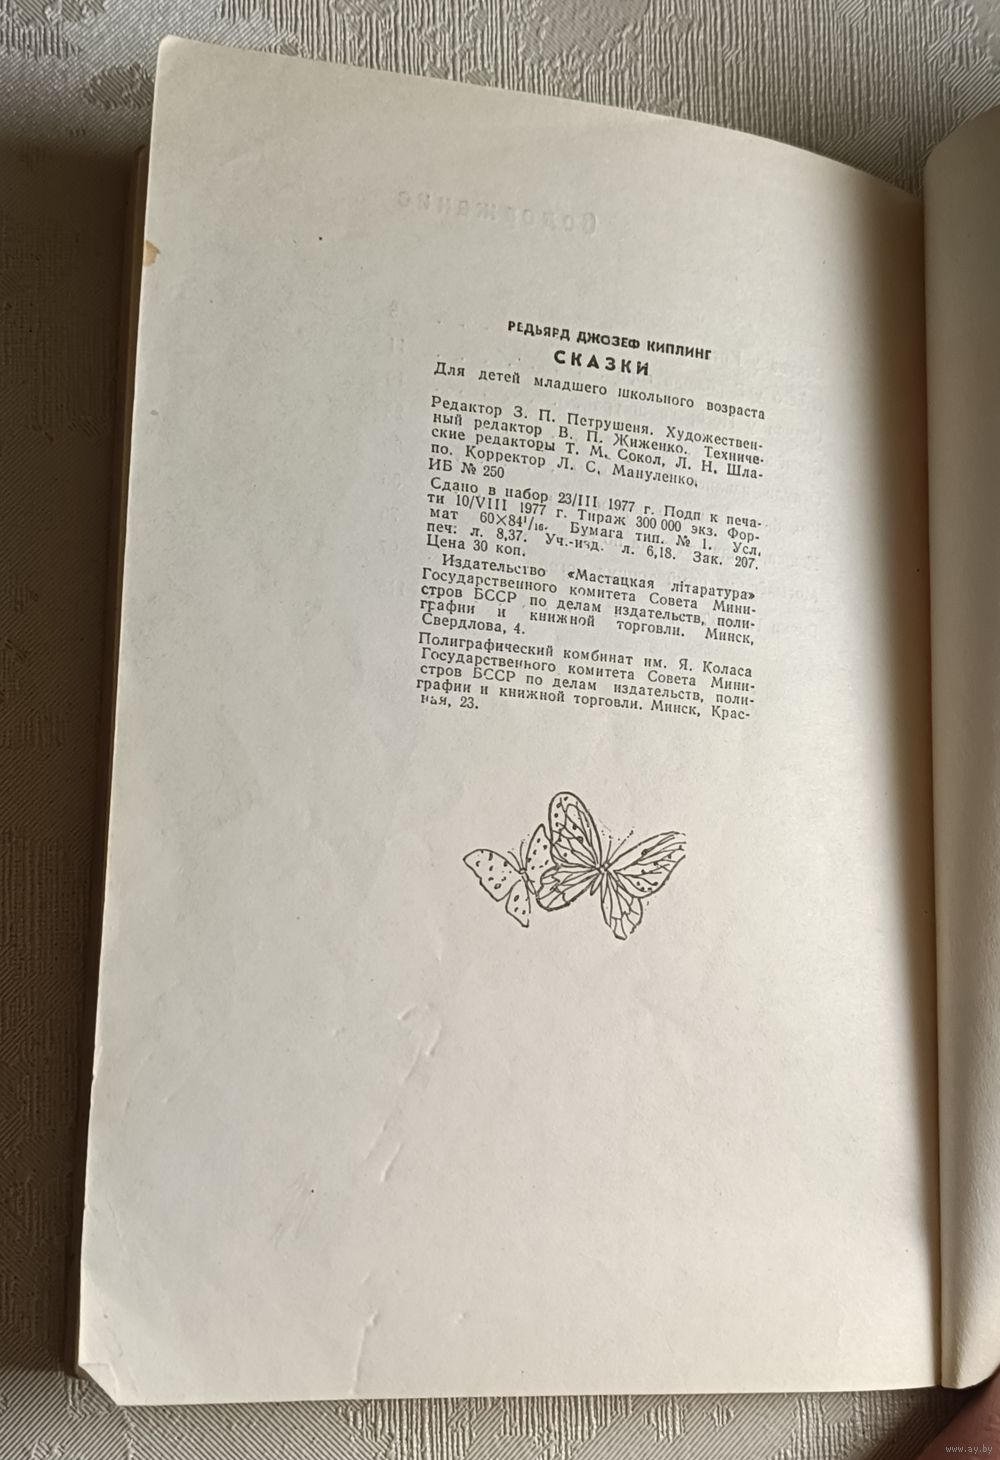 Содержание
РЕДЬЯРД ДЖОЗЕФ КИПЛИНГ
СКАЗКИ
Для детей младшего школьного возраста
Редактор З. П. Петрушеня. Художествен-
ный редактор В. П. Жиженко. Техниче-
ские редакторы Т. М. Сокол, Л. Н. Шла-
по. Корректор Л. С. Мануленко.
ИБ № 250
Сдано в набор 23/III 1977 г. Подп к печа-
ти 10/VIII 1977 г. Тираж 300 000 экз. Фор-
мат 60×84¹/₁₆. Бумага тип. № 1. Усл.
печ: л. 8,37. Уч.-изд. л. 6,18. Зак. 207.
Цена 30 коп.
Издательство «Мастацкая літаратура»
Государственного комитета Совета Мини-
стров БССР по делам издательств, поли-
графии и книжной торговли. Минск,
Свердлова, 4.
Полиграфический комбинат им. Я. Коласа
Государственного комитета Совета Мини-
стров БССР по делам издательств, поли-
графии и книжной торговли. Минск, Крас-
ная, 23.
www.ay.by